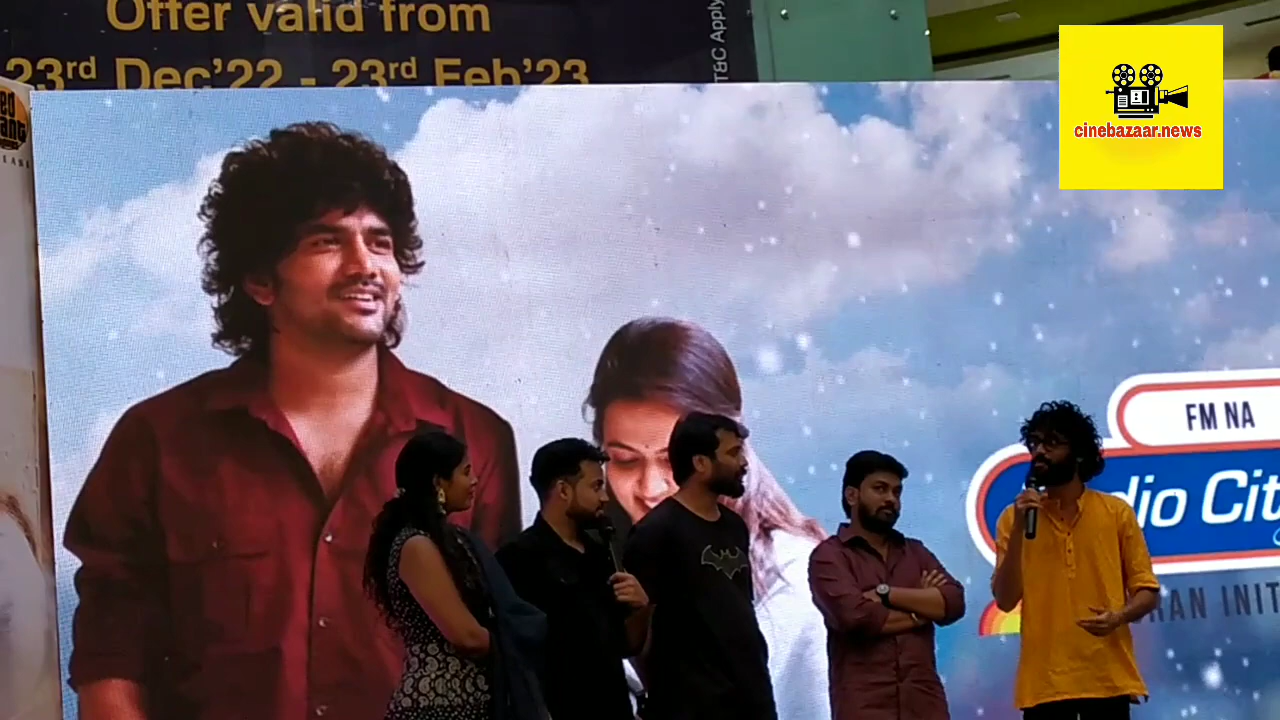 Offer valid from
23rd Dec'22 - 23rd Feb'23
T&C Apply
cinebazaar.news
FM NA
dio Cit
RAN INIT